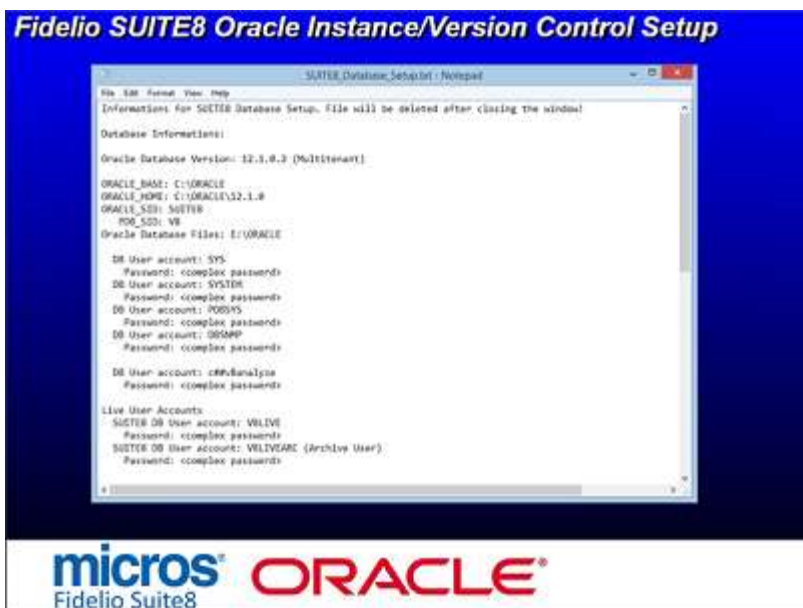 Fidelio SUITE8 Oracle Instance/Version Control Setup
SUITE8_Database_Setup.txt - Notepad
File Edit Format View Help
Informations for SUITE8 Database Setup. File will be deleted after closing the window!
Database Informations:
Oracle Database Version: 12.1.0.2 (Multitenant)
ORACLE_BASE: C:\ORACLE
ORACLE_HOME: C:\ORACLE\12.1.0
ORACLE_SID: SUITE8
PDB_SID: V8
Oracle Database Files: E:\ORACLE
DB User account: SYS
Password: <complex password>
DB User account: SYSTEM
Password: <complex password>
DB User account: PDBSYS
Password: <complex password>
DB User account: DBSNMP
Password: <complex password>
DB User account: c##v8analyze
Password: <complex password>
Live User Accounts
SUITE8 DB User account: V8LIVE
Password: <complex password>
SUITE8 DB User account: V8LIVEARC (Archive User)
Password: <complex password>
micros ORACLE
Fidelio Suite8